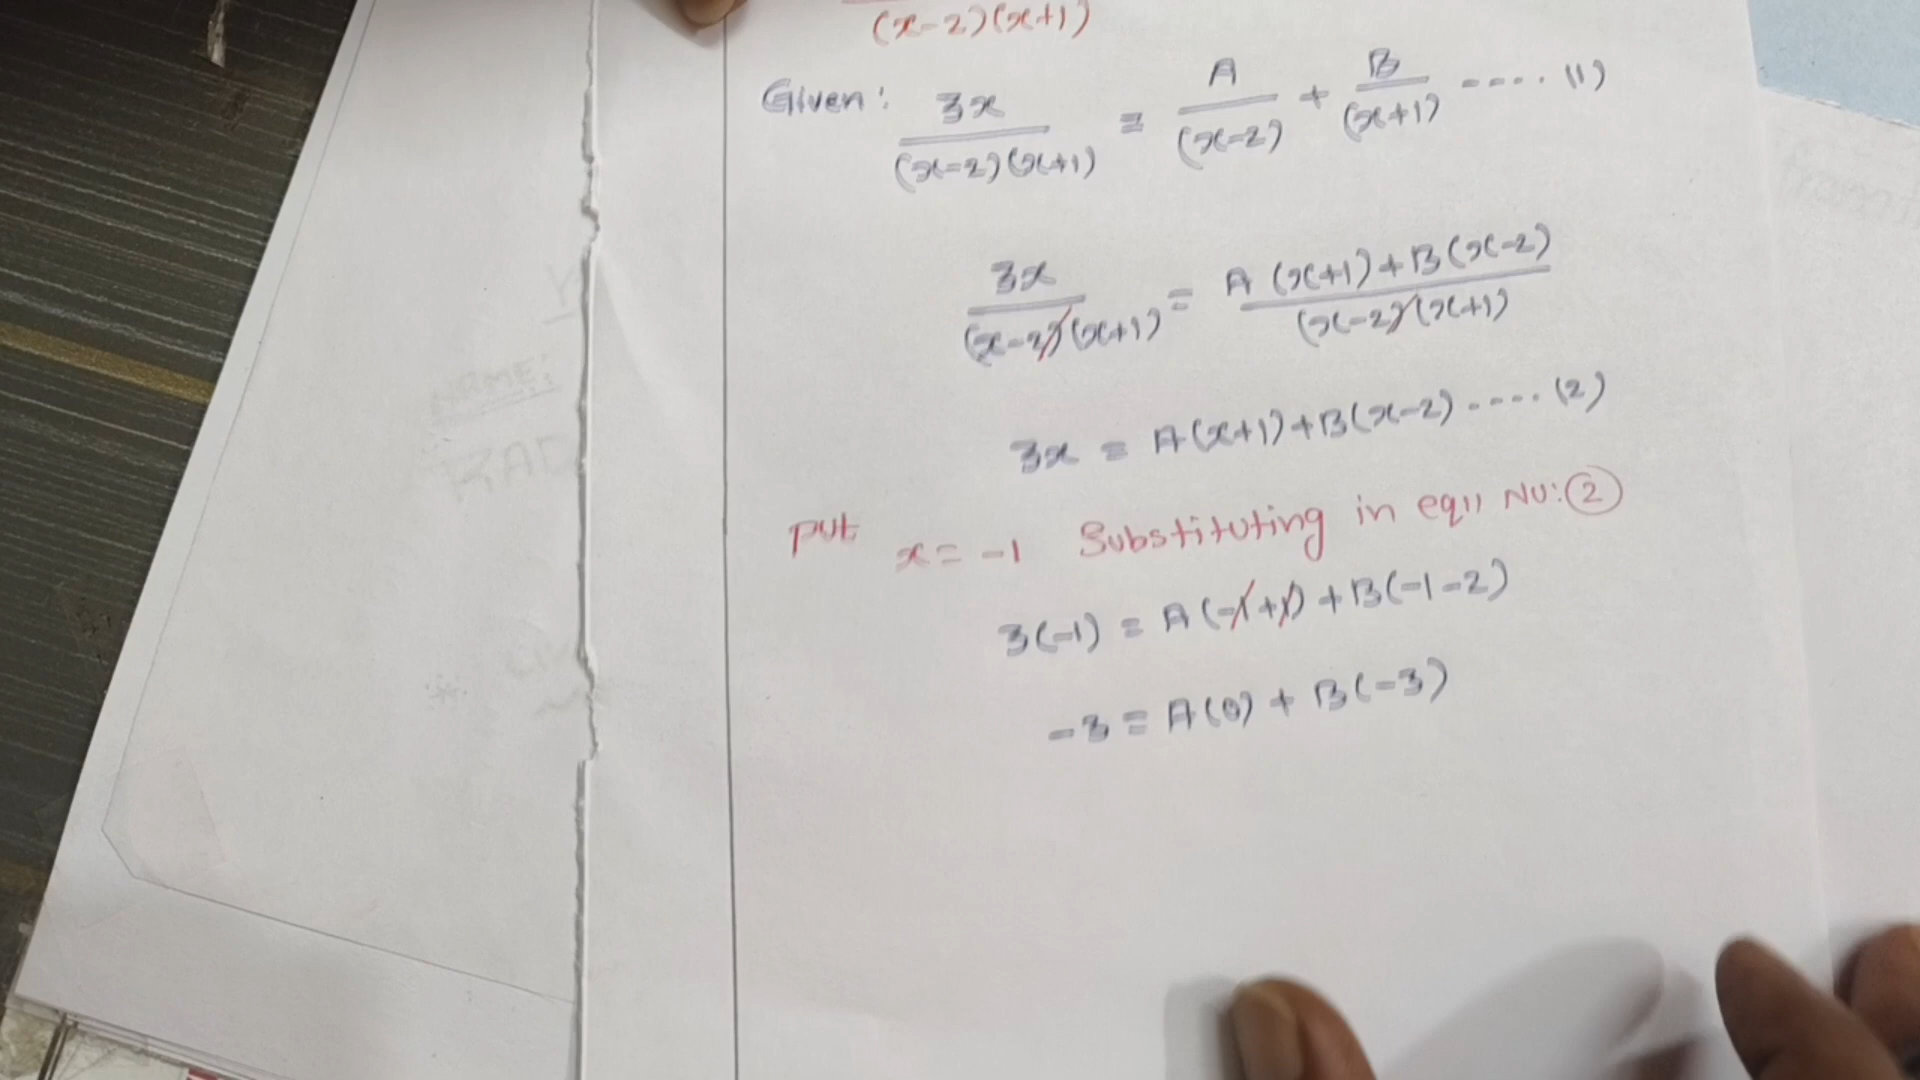 (x-2)(x+1)
Given: 3x / (x-2)(x+1) = A / (x-2) + B / (x+1) ---- (1)
3x / (x-2)(x+1) = A (x+1)+B(x-2) / (x-2)(x+1)
3x = A(x+1)+B(x-2) ---- (2)
Put x = -1 Substituting in eqn NO: 2
3(-1) = A(-1+1)+B(-1-2)
-3 = A(0) + B(-3)